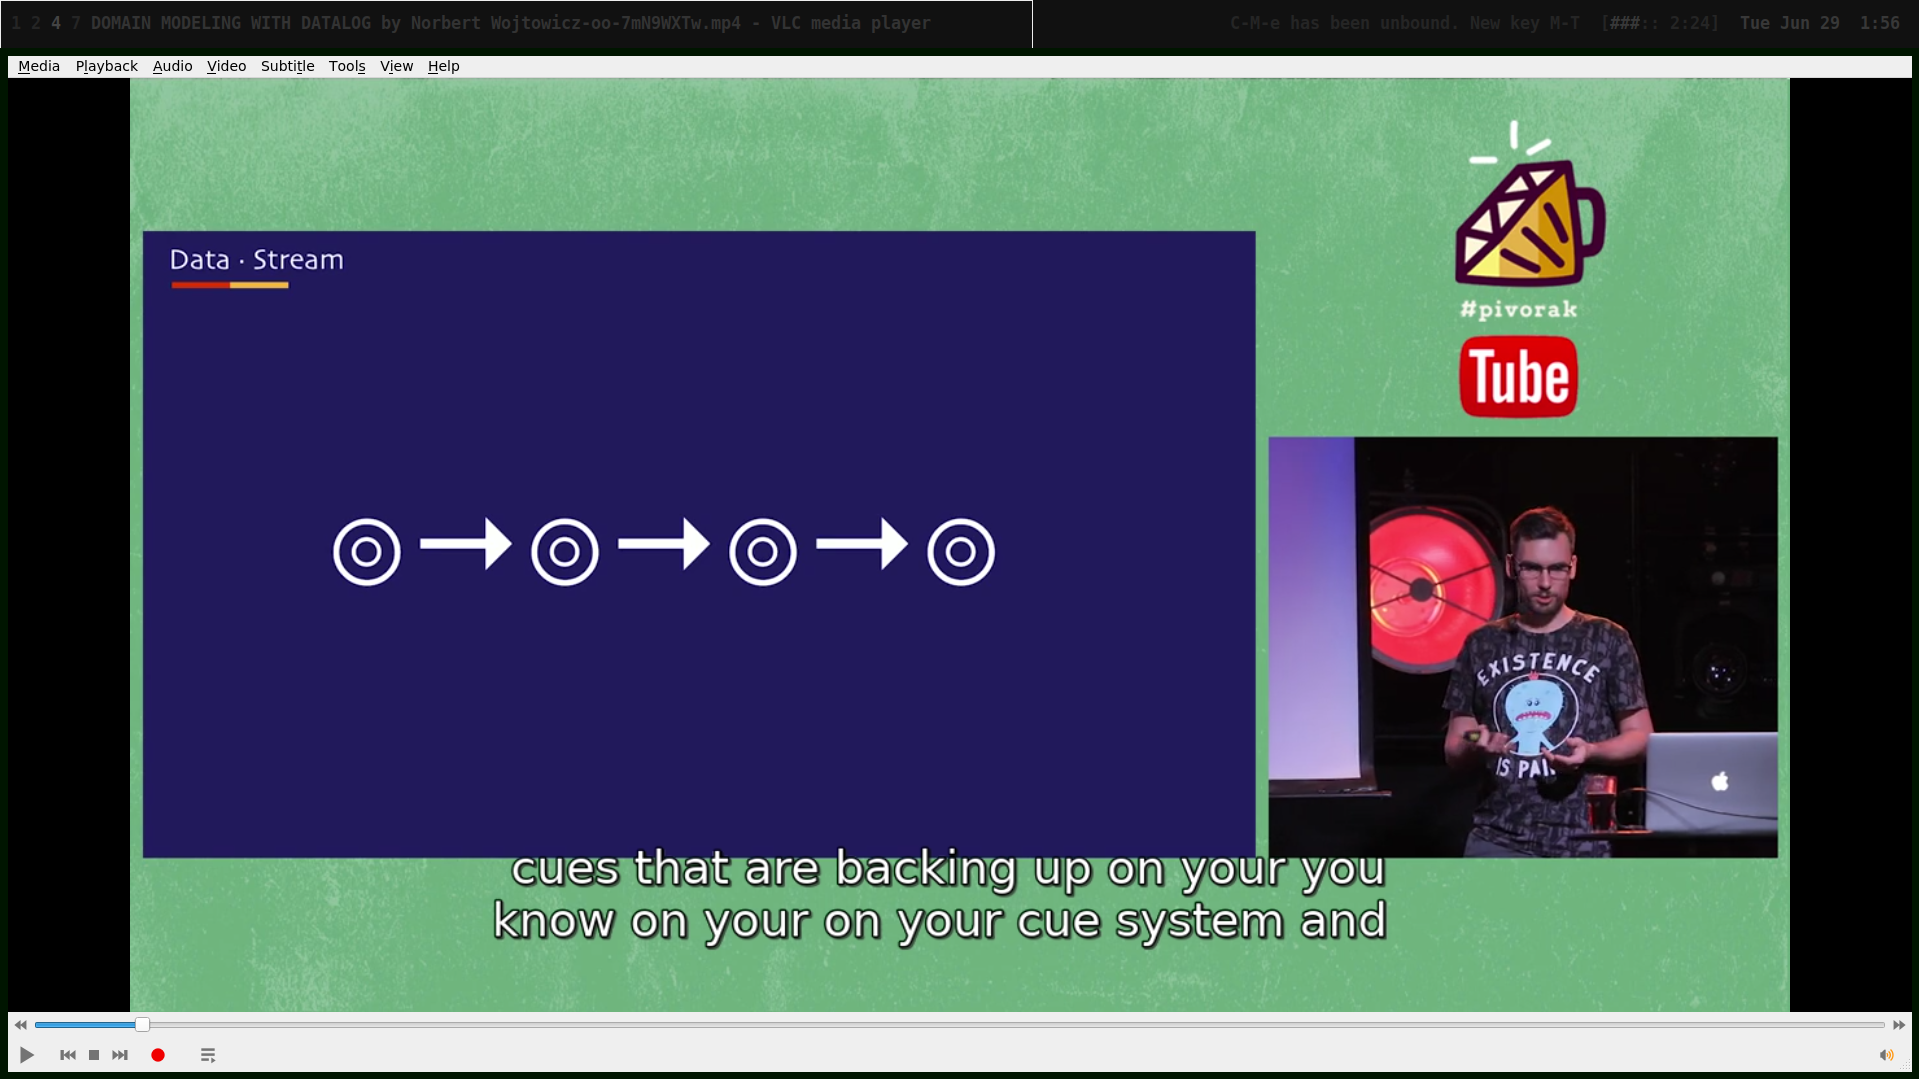 1 2 4 7 DOMAIN MODELING WITH DATALOG by Norbert Wojtowicz-oo-7mN9WXTw.mp4 - VLC media player
C-M-e has been unbound. New key M-T [###:: 2:24] Tue Jun 29 1:56
Media Playback Audio Video Subtitle Tools View Help
Data · Stream
#pivorak
Tube
EXISTENCE
IS PAI
cues that are backing up on your you
know on your on your cue system and